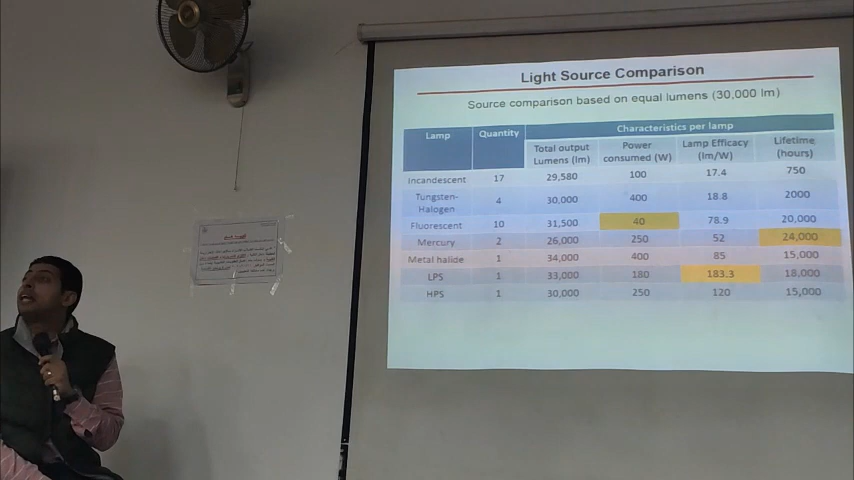 Light Source Comparison
Source comparison based on equal lumens (30,000 lm)
Lamp Quantity Characteristics per lamp
Total output Lumens (lm) Power consumed (W) Lamp Efficacy (lm/W) Lifetime (hours)
Incandescent 17 29,580 100 17.4 750
Tungsten-Halogen 4 30,000 400 18.8 2000
Fluorescent 10 31,500 40 78.9 20,000
Mercury 2 26,000 250 52 24,000
Metal halide 1 34,000 400 85 15,000
LPS 1 33,000 180 183.3 18,000
HPS 1 30,000 250 120 15,000